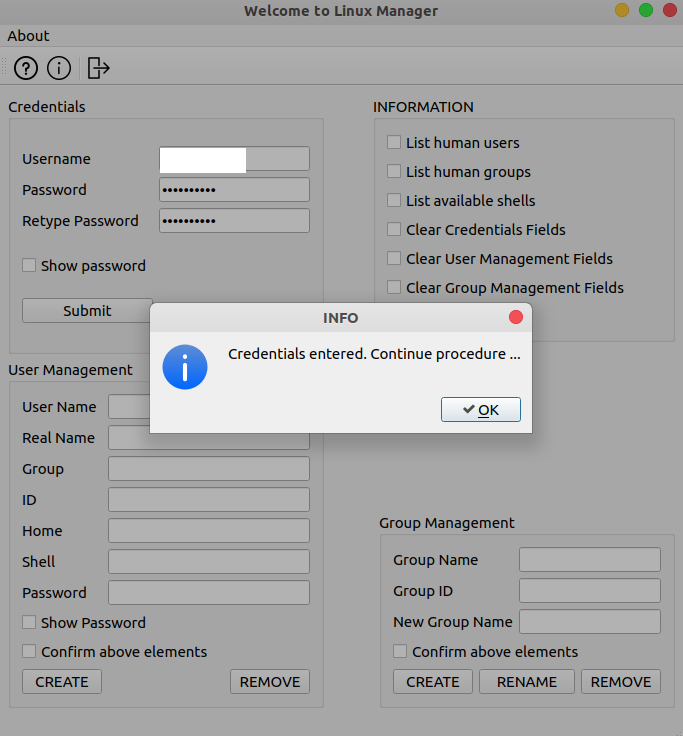 Welcome to Linux Manager
About
Credentials
Username
Password ••••••••••
Retype Password ••••••••••
Show password
Submit
INFORMATION
List human users
List human groups
List available shells
Clear Credentials Fields
Clear User Management Fields
Clear Group Management Fields
INFO
Credentials entered. Continue procedure ...
OK
User Management
User Name
Real Name
Group
ID
Home
Shell
Password
Show Password
Confirm above elements
CREATE REMOVE
Group Management
Group Name
Group ID
New Group Name
Confirm above elements
CREATE RENAME REMOVE